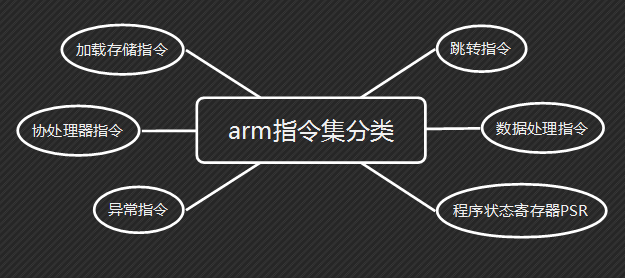 加载存储指令
跳转指令
协处理器指令
arm指令集分类
数据处理指令
异常指令
程序状态寄存器PSR